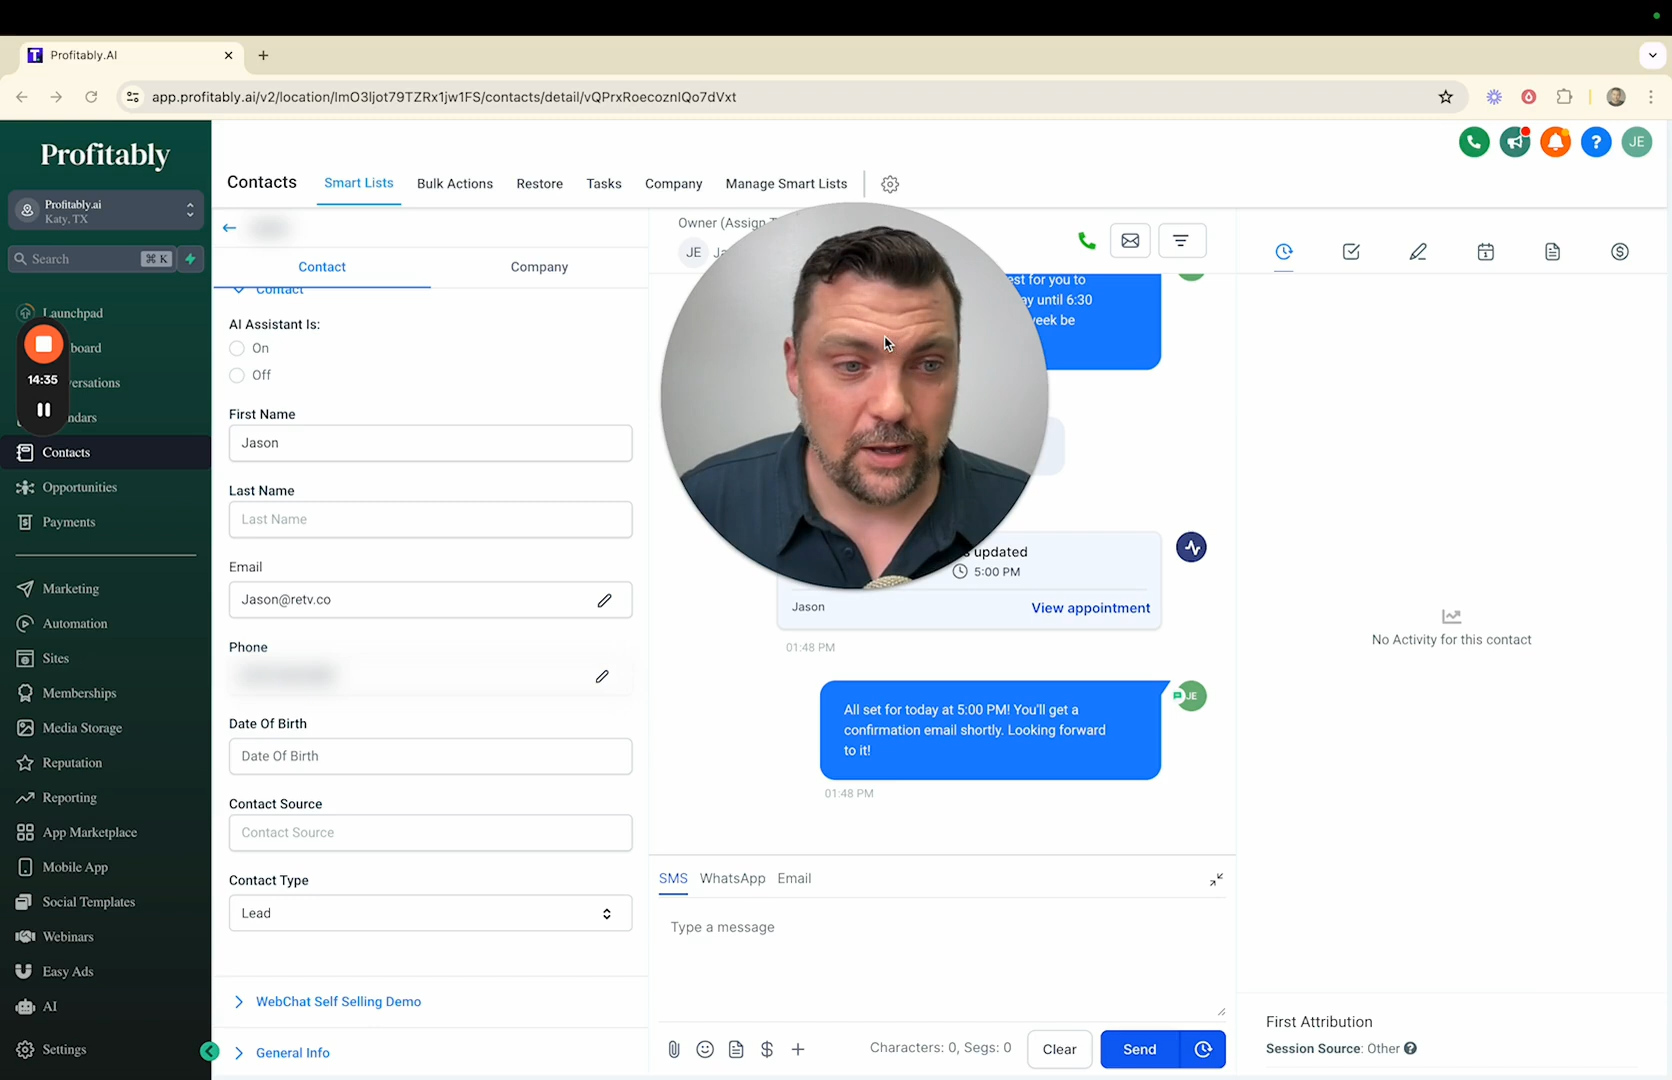 Profitably.AI
app.profitably.ai/v2/location/lmO3ljot79TZRx1jw1FS/contacts/detail/vQPrxRoecoznlQo7dVxt
Profitably
Profitably.ai
Katy, TX
Search
⌘ K
Launchpad
board
versations
ndars
Contacts
Opportunities
Payments
Marketing
Automation
Sites
Memberships
Media Storage
Reputation
Reporting
App Marketplace
Mobile App
Social Templates
Webinars
Easy Ads
AI
Settings
14:35
Contacts
Smart Lists
Bulk Actions
Restore
Tasks
Company
Manage Smart Lists
JE
Contact
Company
Contact
AI Assistant Is:
On
Off
First Name
Jason
Last Name
Last Name
Email
Jason@retv.co
Phone
Date Of Birth
Date Of Birth
Contact Source
Contact Source
Contact Type
Lead
WebChat Self Selling Demo
General Info
Owner (Assign
JE
est for you to
ay until 6:30
eek be
updated
5:00 PM
Jason
View appointment
01:48 PM
All set for today at 5:00 PM! You'll get a
confirmation email shortly. Looking forward
to it!
JE
01:48 PM
SMS
WhatsApp
Email
Type a message
Characters: 0, Segs: 0
Clear
Send
No Activity for this contact
First Attribution
Session Source: Other